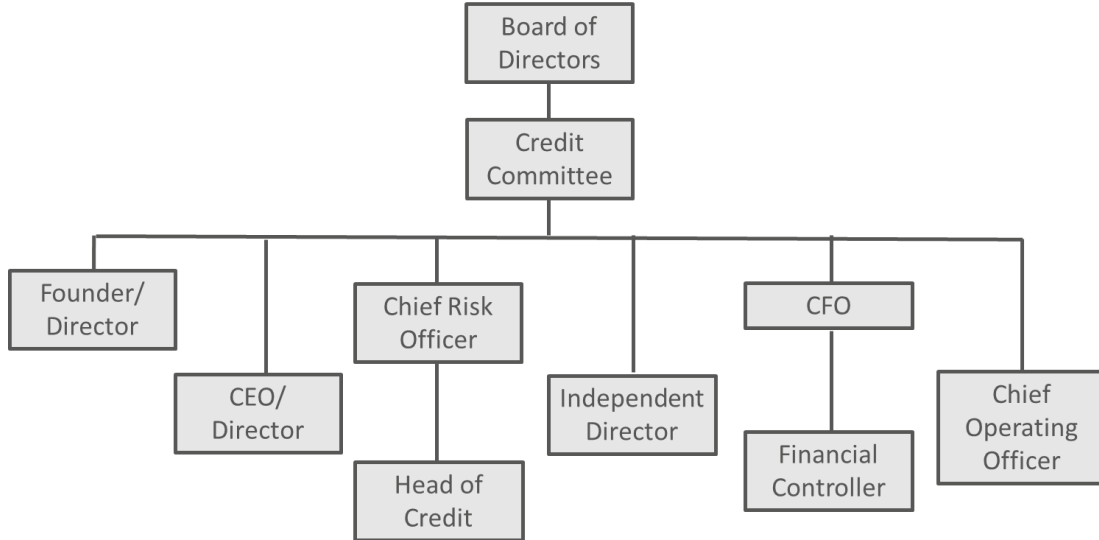 Board of
Directors
Credit
Committee
Founder/
Director
CEO/
Director
Chief Risk
Officer
Head of
Credit
Independent
Director
CFO
Financial
Controller
Chief
Operating
Officer